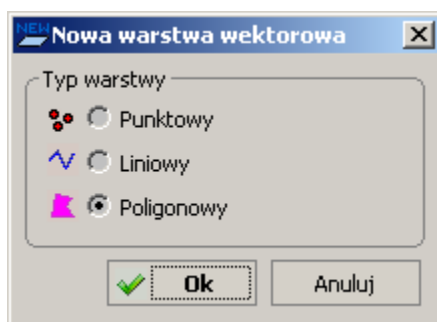 NEW Nowa warstwa wektorowa
Typ warstwy
Punktowy
Liniowy
Poligonowy
Ok Anuluj